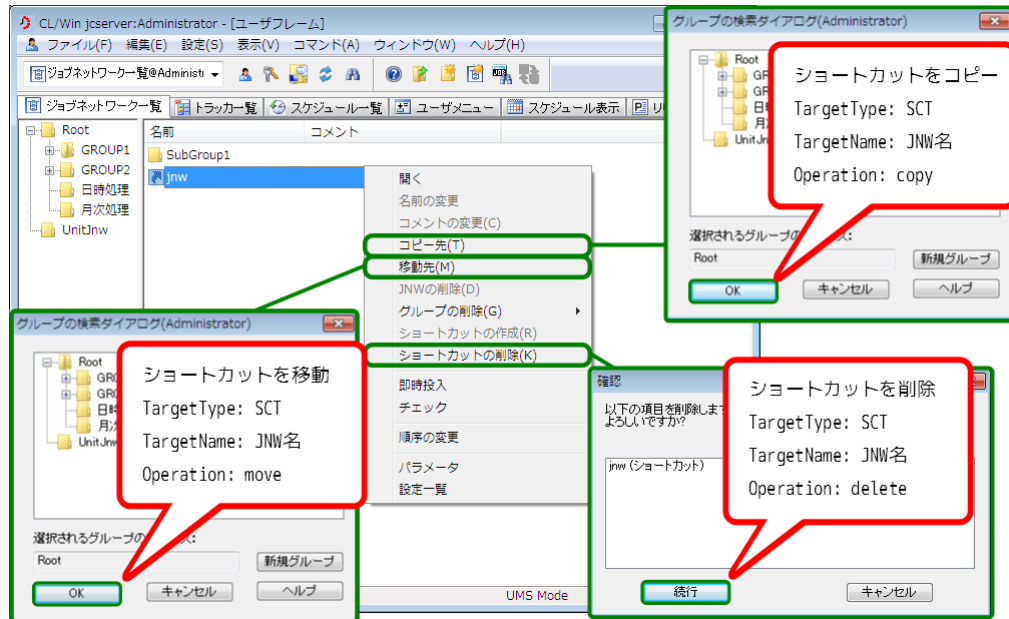 CL/Win jcserver:Administrator - [ユーザフレーム]
ファイル(F) 編集(E) 設定(S) 表示(V) コマンド(A) ウィンドウ(W) ヘルプ(H)
ジョブネットワーク一覧@Administr
ジョブネットワーク一覧 トラッカ一覧 スケジュール一覧 ユーザメニュー スケジュール表示
Root
GROUP1
GROUP2
日時処理
月次処理
UnitJnw
名前 コメント
SubGroup1
jnw
開く
名前の変更
コメントの変更(C)
コピー先(T)
移動先(M)
JNWの削除(D)
グループの削除(G)
ショートカットの作成(R)
ショートカットの削除(K)
即時投入
チェック
順序の変更
パラメータ
設定一覧
UMS Mode
グループの検索ダイアログ(Administrator)
Root
ショートカットをコピー
TargetType: SCT
TargetName: JNW名
Operation: copy
選択されるグループの
ス:
Root
新規グループ
OK キャンセル ヘルプ
グループの検索ダイアログ(Administrator)
Root
ショートカットを移動
TargetType: SCT
TargetName: JNW名
Operation: move
選択されるグループの
ス:
Root
新規グループ
OK キャンセル ヘルプ
確認
以下の項目を削除しま
よろしいですか?
jnw (ショートカット)
ショートカットを削除
TargetType: SCT
TargetName: JNW名
Operation: delete
続行 キャンセル